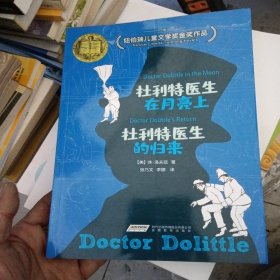 纽伯瑞儿童文学奖金奖作品
Doctor Dolittle in the Moon
杜利特医生
在月亮上
Doctor Dolittle's Return
杜利特医生
的归来
[美]休·洛夫廷 著
Doctor Dolittle